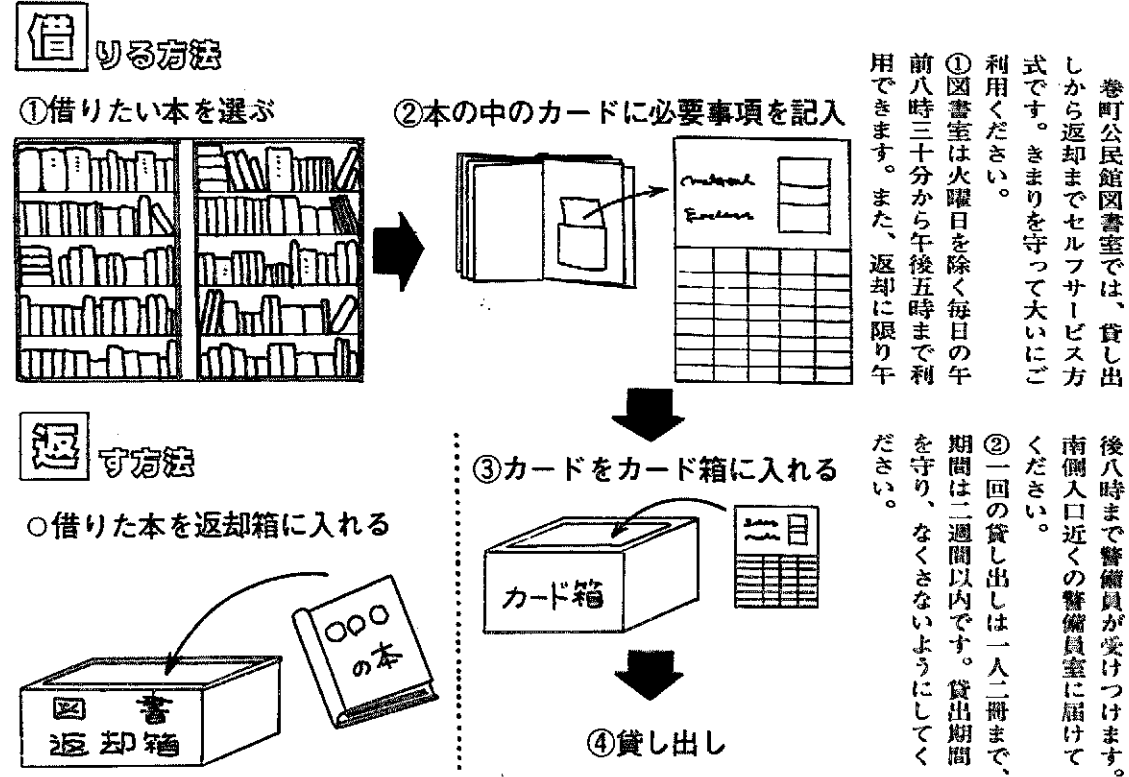 借りる方法
①借りたい本を選ぶ
②本の中のカードに必要事項を記入
③カードをカード箱に入れる
カード箱
④貸し出し
返す方法
○借りた本を返却箱に入れる
○○○
の本
図書
返却箱
巻町公民館図書室では、貸し出
しから返却までセルフサービス方
式です。きまりを守って大いにご
利用ください。
①図書室は火曜日を除く毎日の午
前八時三十分から午後五時まで利
用できます。また、返却に限り午
後八時まで警備員が受けつけます。
南側入口近くの警備員室に届けて
ください。
②一回の貸し出しは一人二冊まで、
期間は二週間以内です。貸出期間
を守り、なくさないようにしてく
ださい。